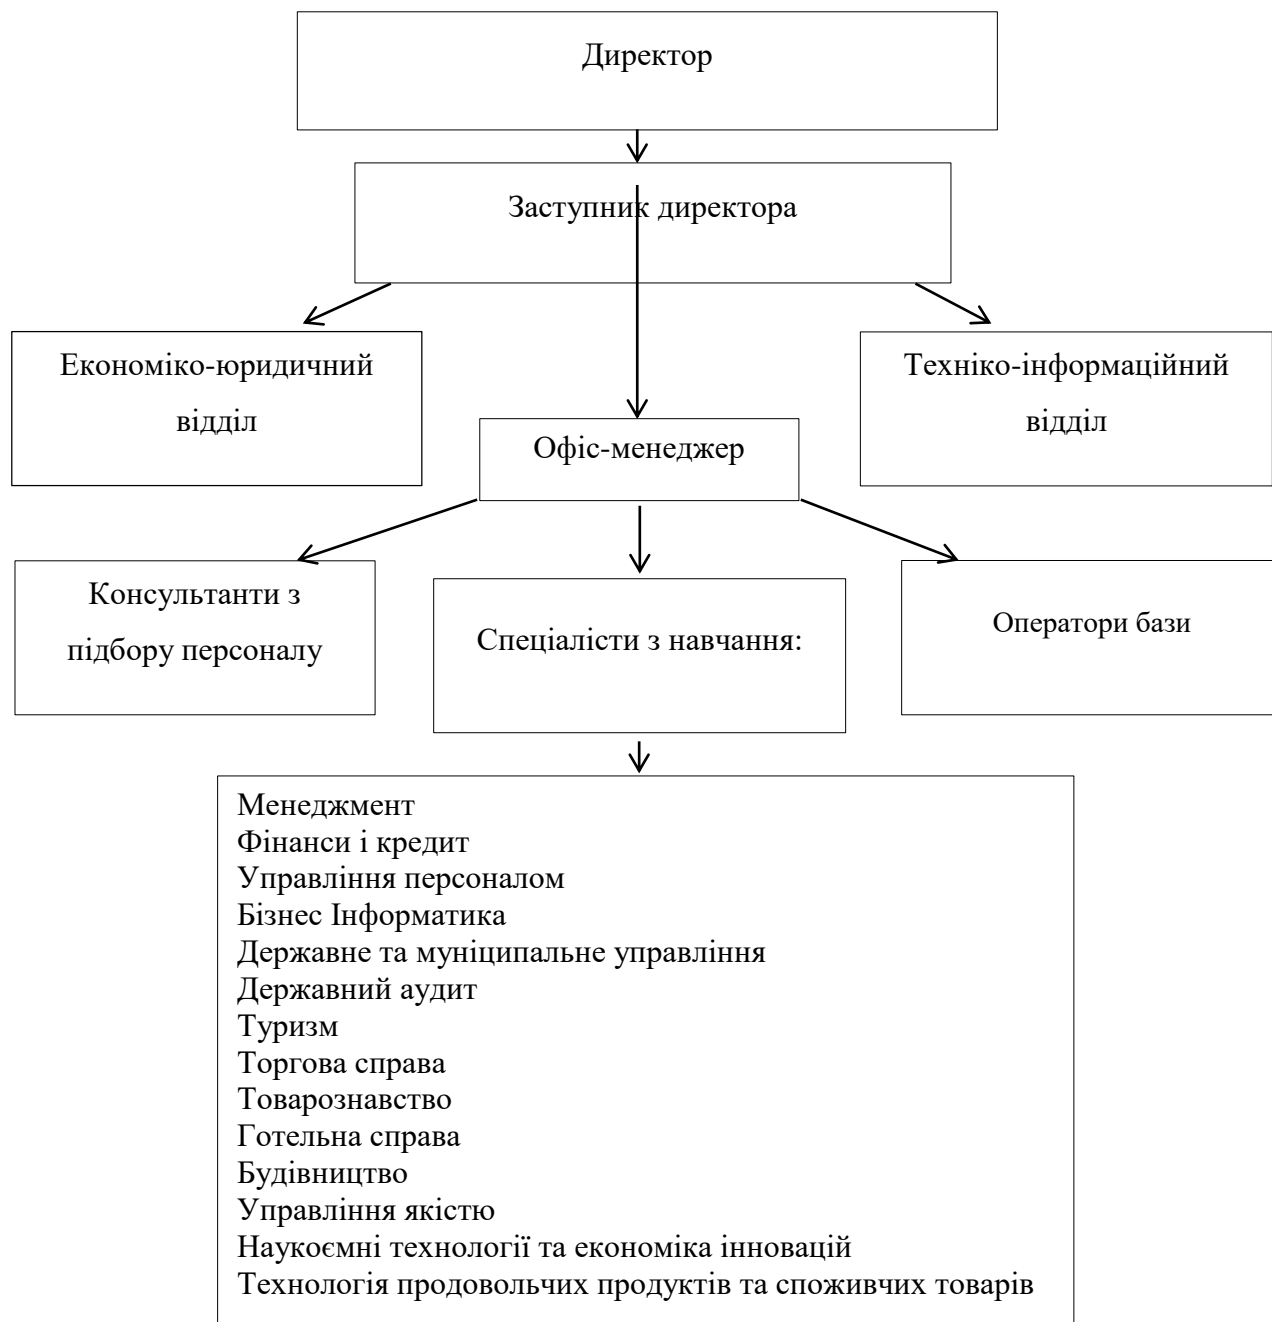 Директор
Заступник директора
Економіко-юридичний
відділ
Техніко-інформаційний
відділ
Офіс-менеджер
Консультанти з
підбору персоналу
Спеціалісти з навчання:
Оператори бази
Менеджмент
Фінанси і кредит
Управління персоналом
Бізнес Інформатика
Державне та муніципальне управління
Державний аудит
Туризм
Торгова справа
Товарознавство
Готельна справа
Будівництво
Управління якістю
Наукоємні технології та економіка інновацій
Технологія продовольчих продуктів та споживчих товарів